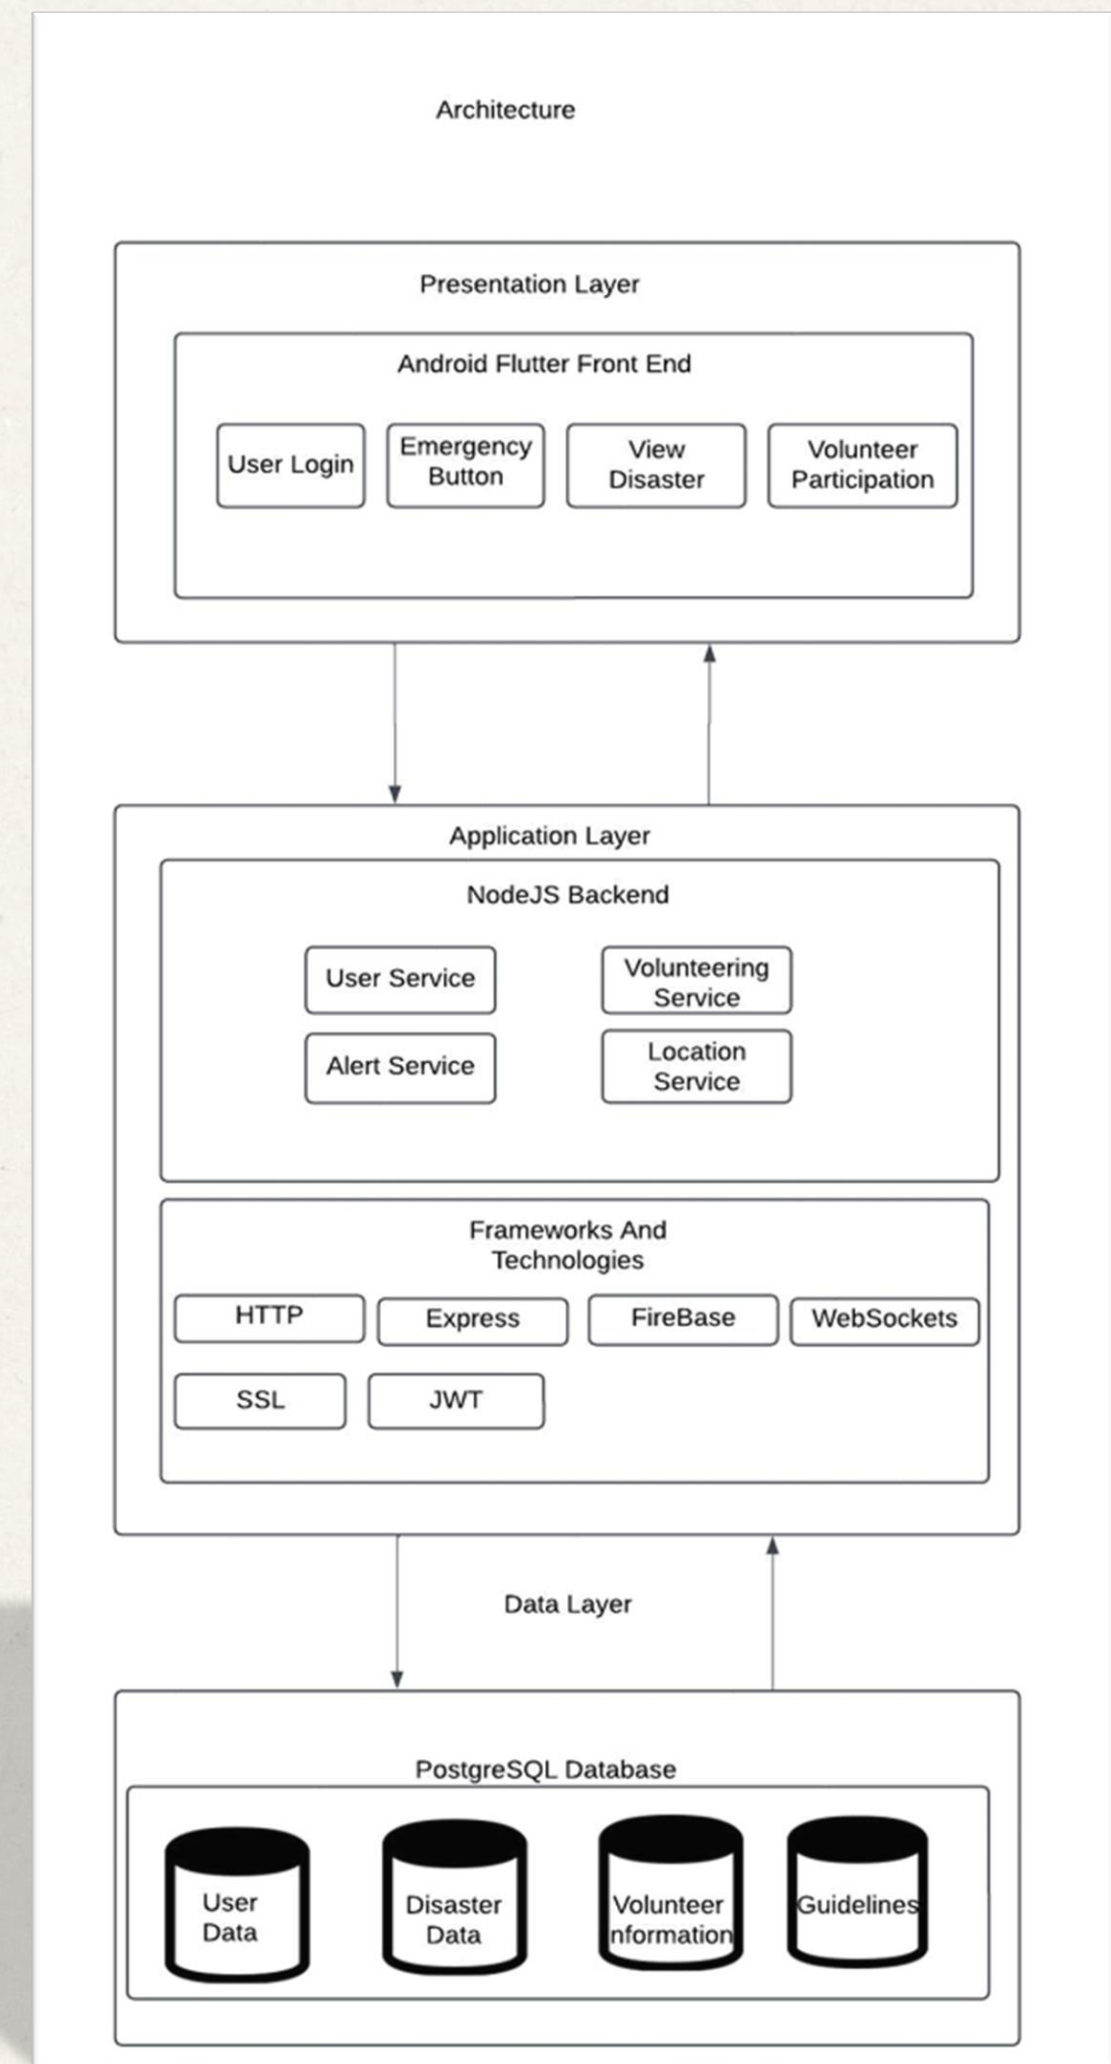 Architecture
Presentation Layer
Android Flutter Front End
User Login
Emergency
Button
View
Disaster
Volunteer
Participation
Application Layer
NodeJS Backend
User Service
Volunteering
Service
Alert Service
Location
Service
Frameworks And
Technologies
HTTP
Express
FireBase
WebSockets
SSL
JWT
Data Layer
PostgreSQL Database
User
Data
Disaster
Data
Volunteer
nformation
Guidelines